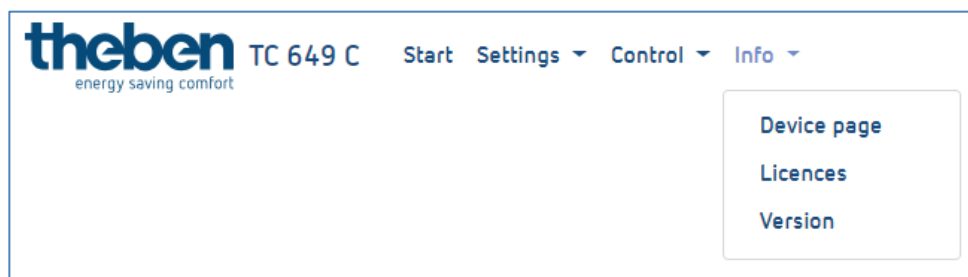 theben TC 649 C Start Settings Control Info
energy saving comfort
Device page
Licences
Version